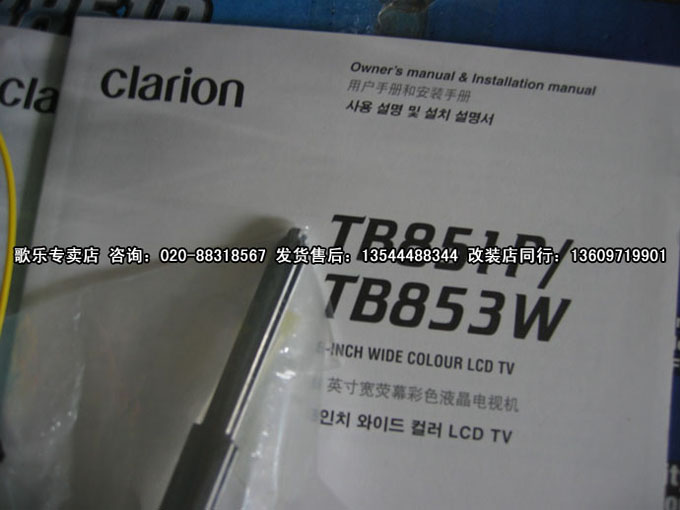 clarion
Owner's manual & Installation manual
用户手册和安装手册
사용 설명 및 설치 설명서
TB851P/
TB853W
歌乐专卖店 咨询：020-88318567 发货售后：13544488344 改装店同行：13609719901
-INCH WIDE COLOUR LCD TV
英寸宽荧幕彩色液晶电视机
인치 와이드 컬러 LCD TV